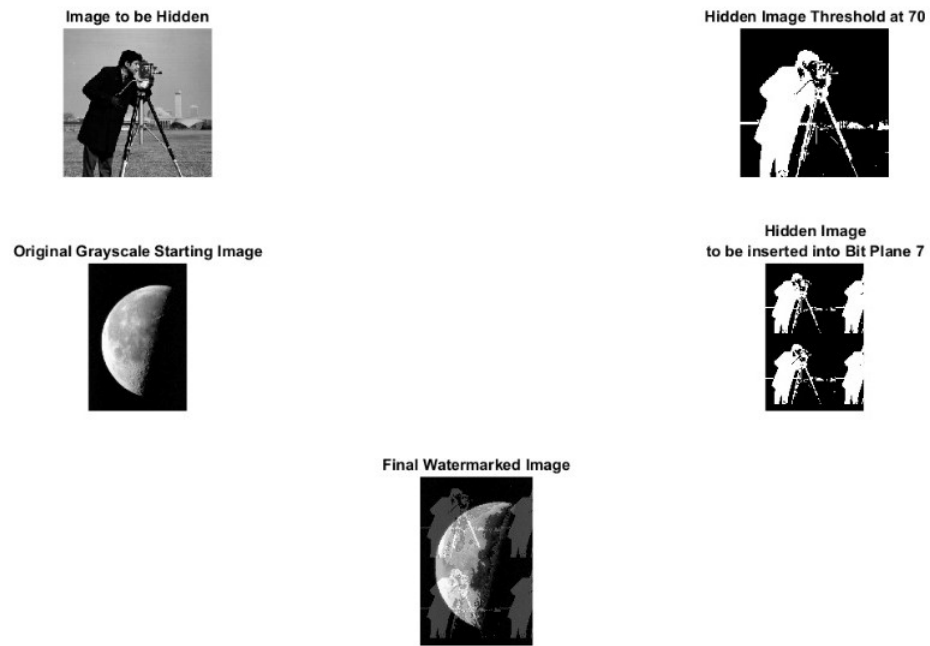 Image to be Hidden
Hidden Image Threshold at 70
Original Grayscale Starting Image
Hidden Image
to be inserted into Bit Plane 7
Final Watermarked Image